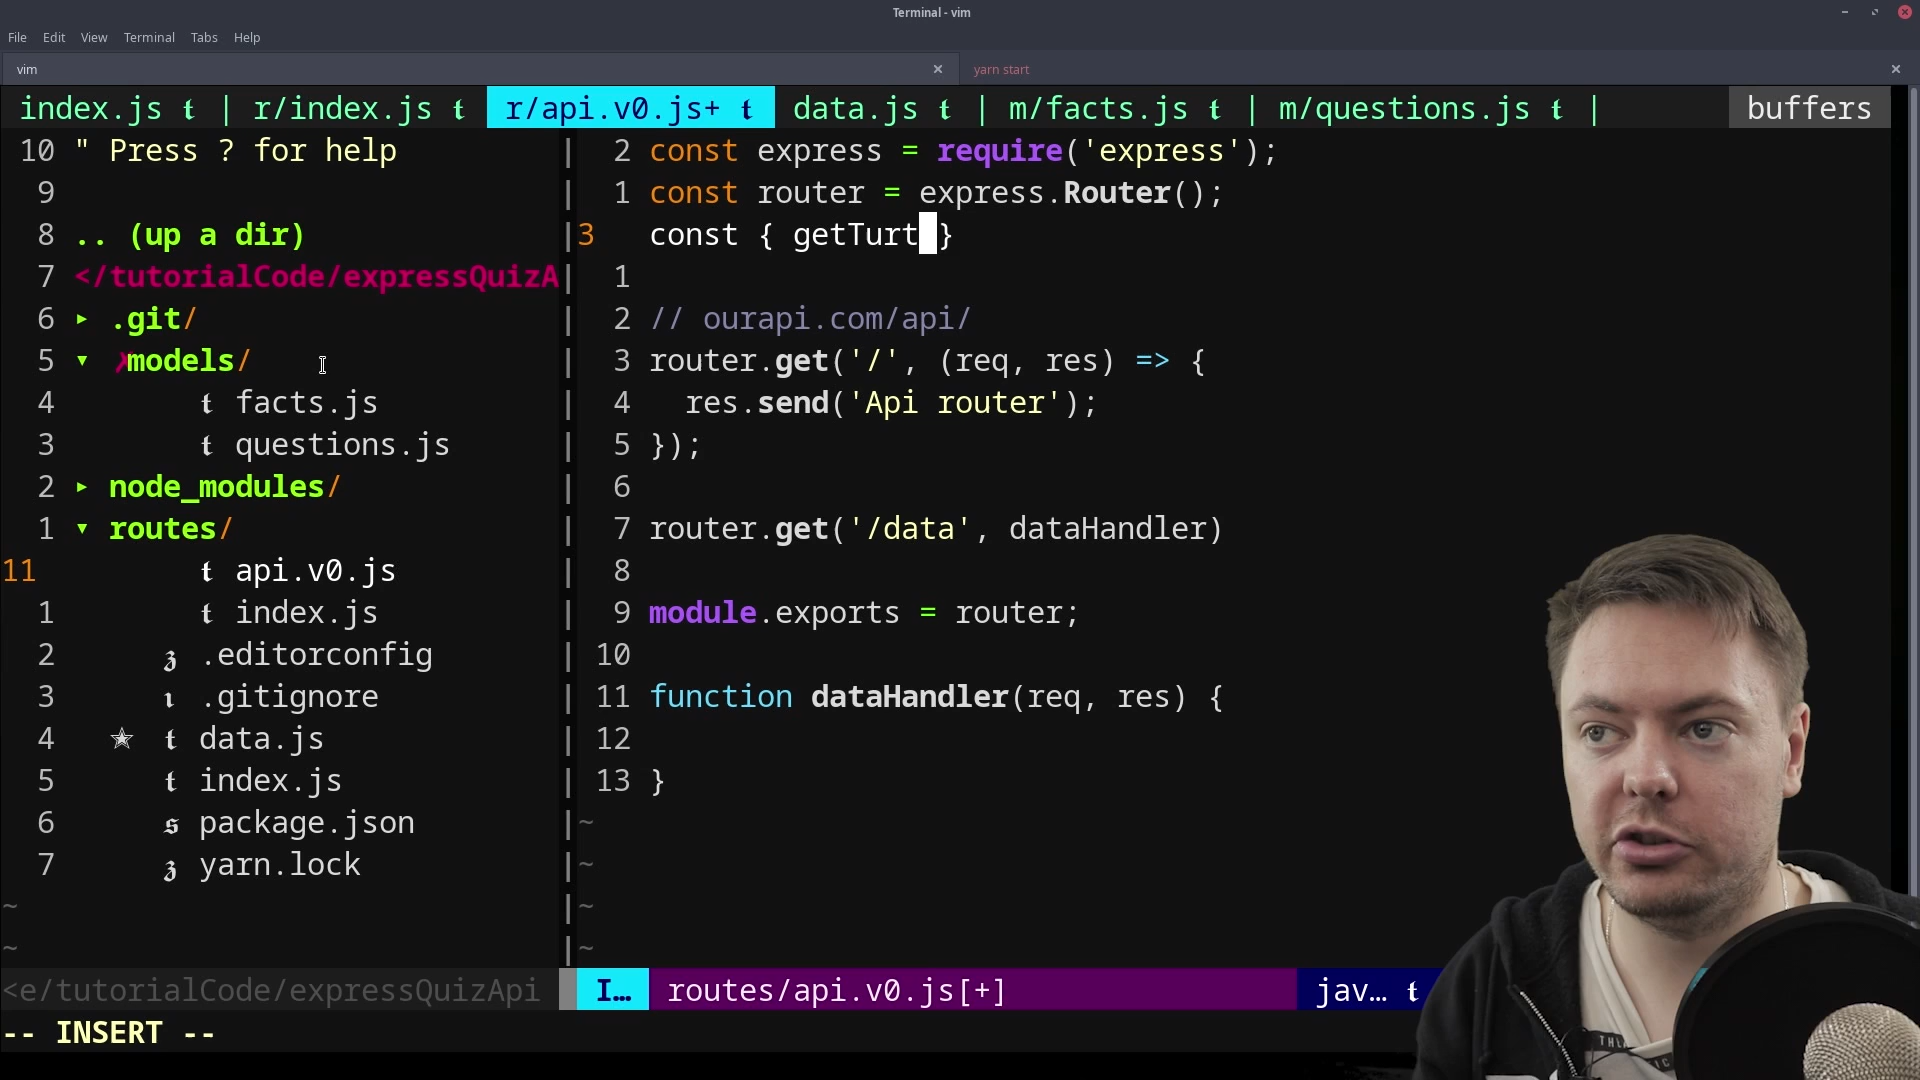 Terminal - vim
File Edit View Terminal Tabs Help
vim
yarn start
index.js t | r/index.js t r/api.v0.js+ t data.js t | m/facts.js t | m/questions.js t | buffers
10 " Press ? for help
9
8 .. (up a dir)
7 </tutorialCode/expressQuizA
6 ▸ .git/
5 ▾ ✗models/
4 t facts.js
3 t questions.js
2 ▸ node_modules/
1 ▾ routes/
11 t api.v0.js
1 t index.js
2 z .editorconfig
3 ı .gitignore
4 ☆ t data.js
5 t index.js
6 s package.json
7 z yarn.lock
~
~
<e/tutorialCode/expressQuizApi
2 const express = require('express');
1 const router = express.Router();
3 const { getTurt }
1
2 // ourapi.com/api/
3 router.get('/', (req, res) => {
4 res.send('Api router');
5 });
6
7 router.get('/data', dataHandler)
8
9 module.exports = router;
10
11 function dataHandler(req, res) {
12
13 }
~
~
~
~
I… routes/api.v0.js[+] jav… t
-- INSERT --